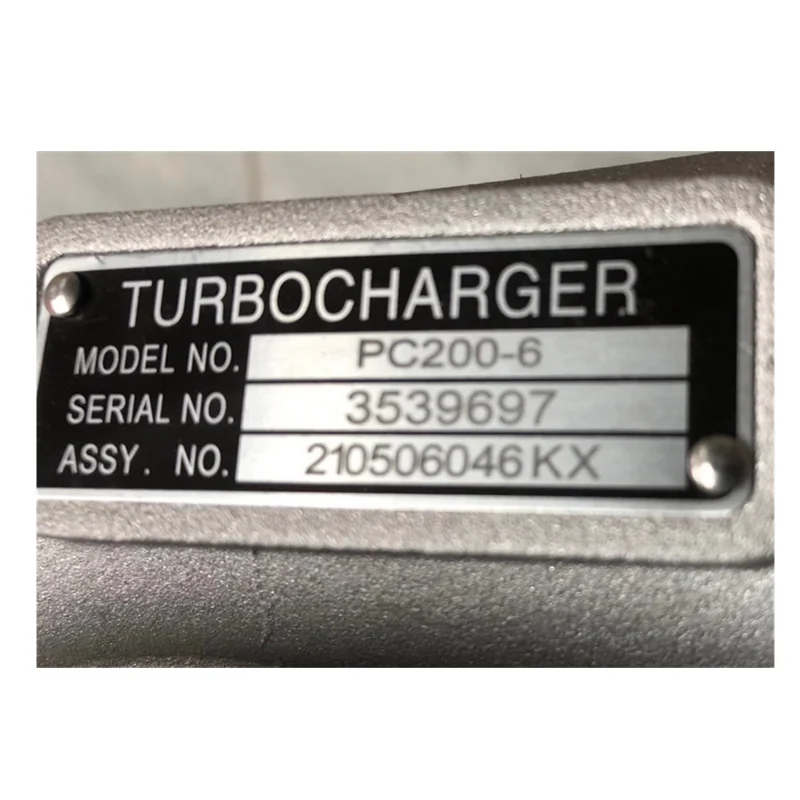 TURBOCHARGER
MODEL NO. PC200-6
SERIAL NO. 3539697
ASSY. NO. 210506046KX